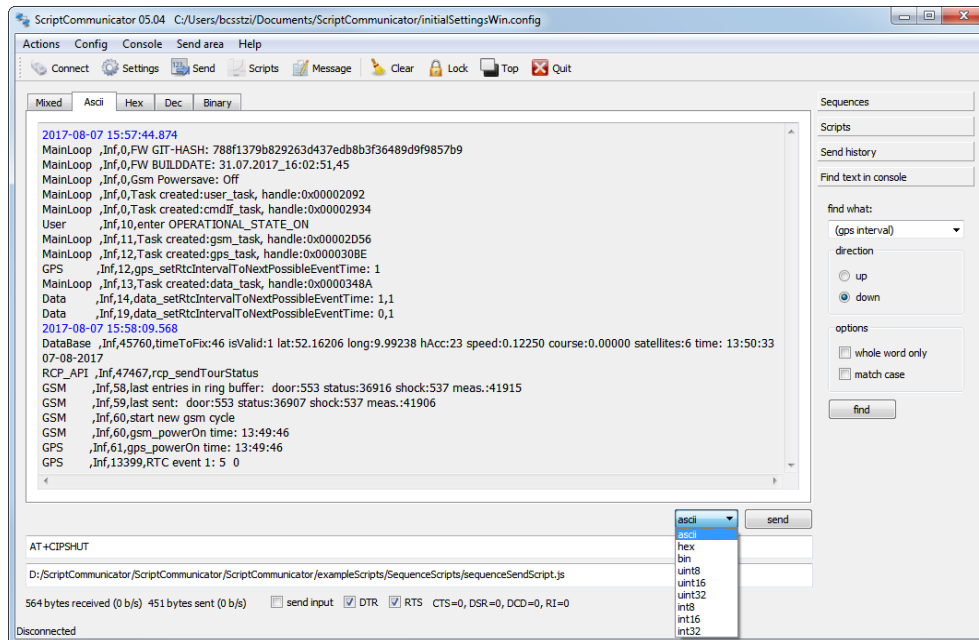 ScriptCommunicator 05.04   C:/Users/bcsstzi/Documents/ScriptCommunicator/initialSettingsWin.config
Actions   Config   Console   Send area   Help
Connect   Settings   Send   Scripts   Message   Clear   Lock   Top   Quit
Mixed   Ascii   Hex   Dec   Binary
2017-08-07 15:57:44.874
MainLoop ,Inf,0,FW GIT-HASH: 788f1379b829263d437edb8b3f36489d9f9857b9
MainLoop ,Inf,0,FW BUILDDATE: 31.07.2017_16:02:51,45
MainLoop ,Inf,0,Gsm Powersave: Off
MainLoop ,Inf,0,Task created:user_task, handle:0x00002092
MainLoop ,Inf,0,Task created:cmdIf_task, handle:0x00002934
User ,Inf,10,enter OPERATIONAL_STATE_ON
MainLoop ,Inf,11,Task created:gsm_task, handle:0x00002D56
MainLoop ,Inf,12,Task created:gps_task, handle:0x000030BE
GPS ,Inf,12,gps_setRtcIntervalToNextPossibleEventTime: 1
MainLoop ,Inf,13,Task created:data_task, handle:0x0000348A
Data ,Inf,14,data_setRtcIntervalToNextPossibleEventTime: 1,1
Data ,Inf,19,data_setRtcIntervalToNextPossibleEventTime: 0,1
2017-08-07 15:58:09.568
DataBase ,Inf,45760,timeToFix:46 isValid:1 lat:52.16206 long:9.99238 hAcc:23 speed:0.12250 course:0.00000 satellites:6 time: 13:50:33
07-08-2017
RCP_API ,Inf,47467,rcp_sendTourStatus
GSM ,Inf,58,last entries in ring buffer:  door:553 status:36916 shock:537 meas.:41915
GSM ,Inf,59,last sent:  door:553 status:36907 shock:537 meas.:41906
GSM ,Inf,60,start new gsm cycle
GSM ,Inf,60,gsm_powerOn time: 13:49:46
GPS ,Inf,61,gps_powerOn time: 13:49:46
GPS ,Inf,13399,RTC event 1: 5  0
Sequences
Scripts
Send history
Find text in console
find what:
(gps interval)
direction
up
down
options
whole word only
match case
find
ascii   send
ascii
hex
bin
uint8
uint16
uint32
int8
int16
int32
AT+CIPSHUT
D:/ScriptCommunicator/ScriptCommunicator/ScriptCommunicator/exampleScripts/SequenceScripts/sequenceSendScript.js
564 bytes received (0 b/s)  451 bytes sent (0 b/s)   send input   DTR   RTS   CTS=0, DSR=0, DCD=0, RI=0
Disconnected